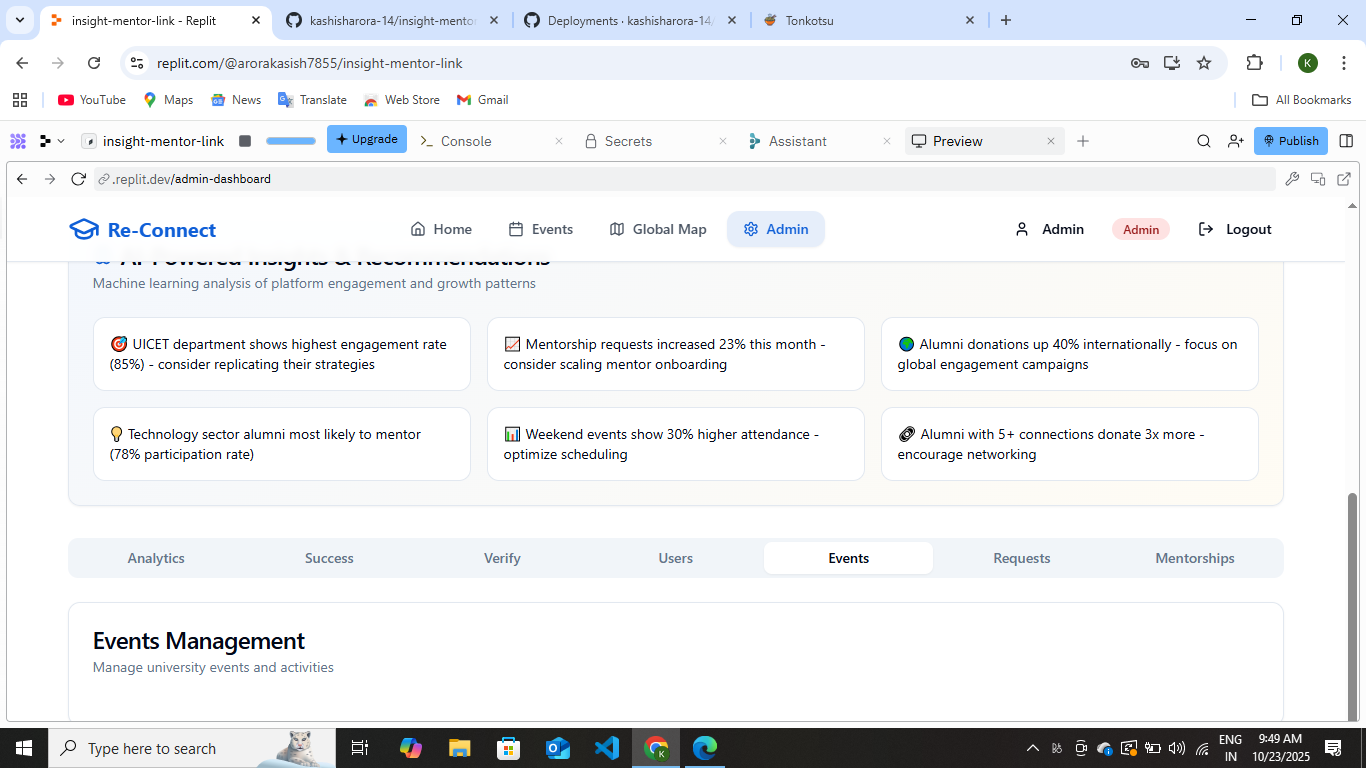 insight-mentor-link - Replit
kashisharora-14/insight-mento
Deployments · kashisharora-14/
Tonkotsu
replit.com/@arorakasish7855/insight-mentor-link
K
YouTube
Maps
News
Translate
Web Store
Gmail
All Bookmarks
insight-mentor-link
Upgrade
Console
Secrets
Assistant
Preview
Publish
.replit.dev/admin-dashboard
Re-Connect
Home
Events
Global Map
Admin
Admin
Admin
Logout
AI-Powered Insights & Recommendations
Machine learning analysis of platform engagement and growth patterns
🎯 UICET department shows highest engagement rate
(85%) - consider replicating their strategies
📈 Mentorship requests increased 23% this month -
consider scaling mentor onboarding
🌍 Alumni donations up 40% internationally - focus on
global engagement campaigns
💡 Technology sector alumni most likely to mentor
(78% participation rate)
📊 Weekend events show 30% higher attendance -
optimize scheduling
🔗 Alumni with 5+ connections donate 3x more -
encourage networking
Analytics
Success
Verify
Users
Events
Requests
Mentorships
Events Management
Manage university events and activities
Type here to search
ENG
IN
9:49 AM
10/23/2025